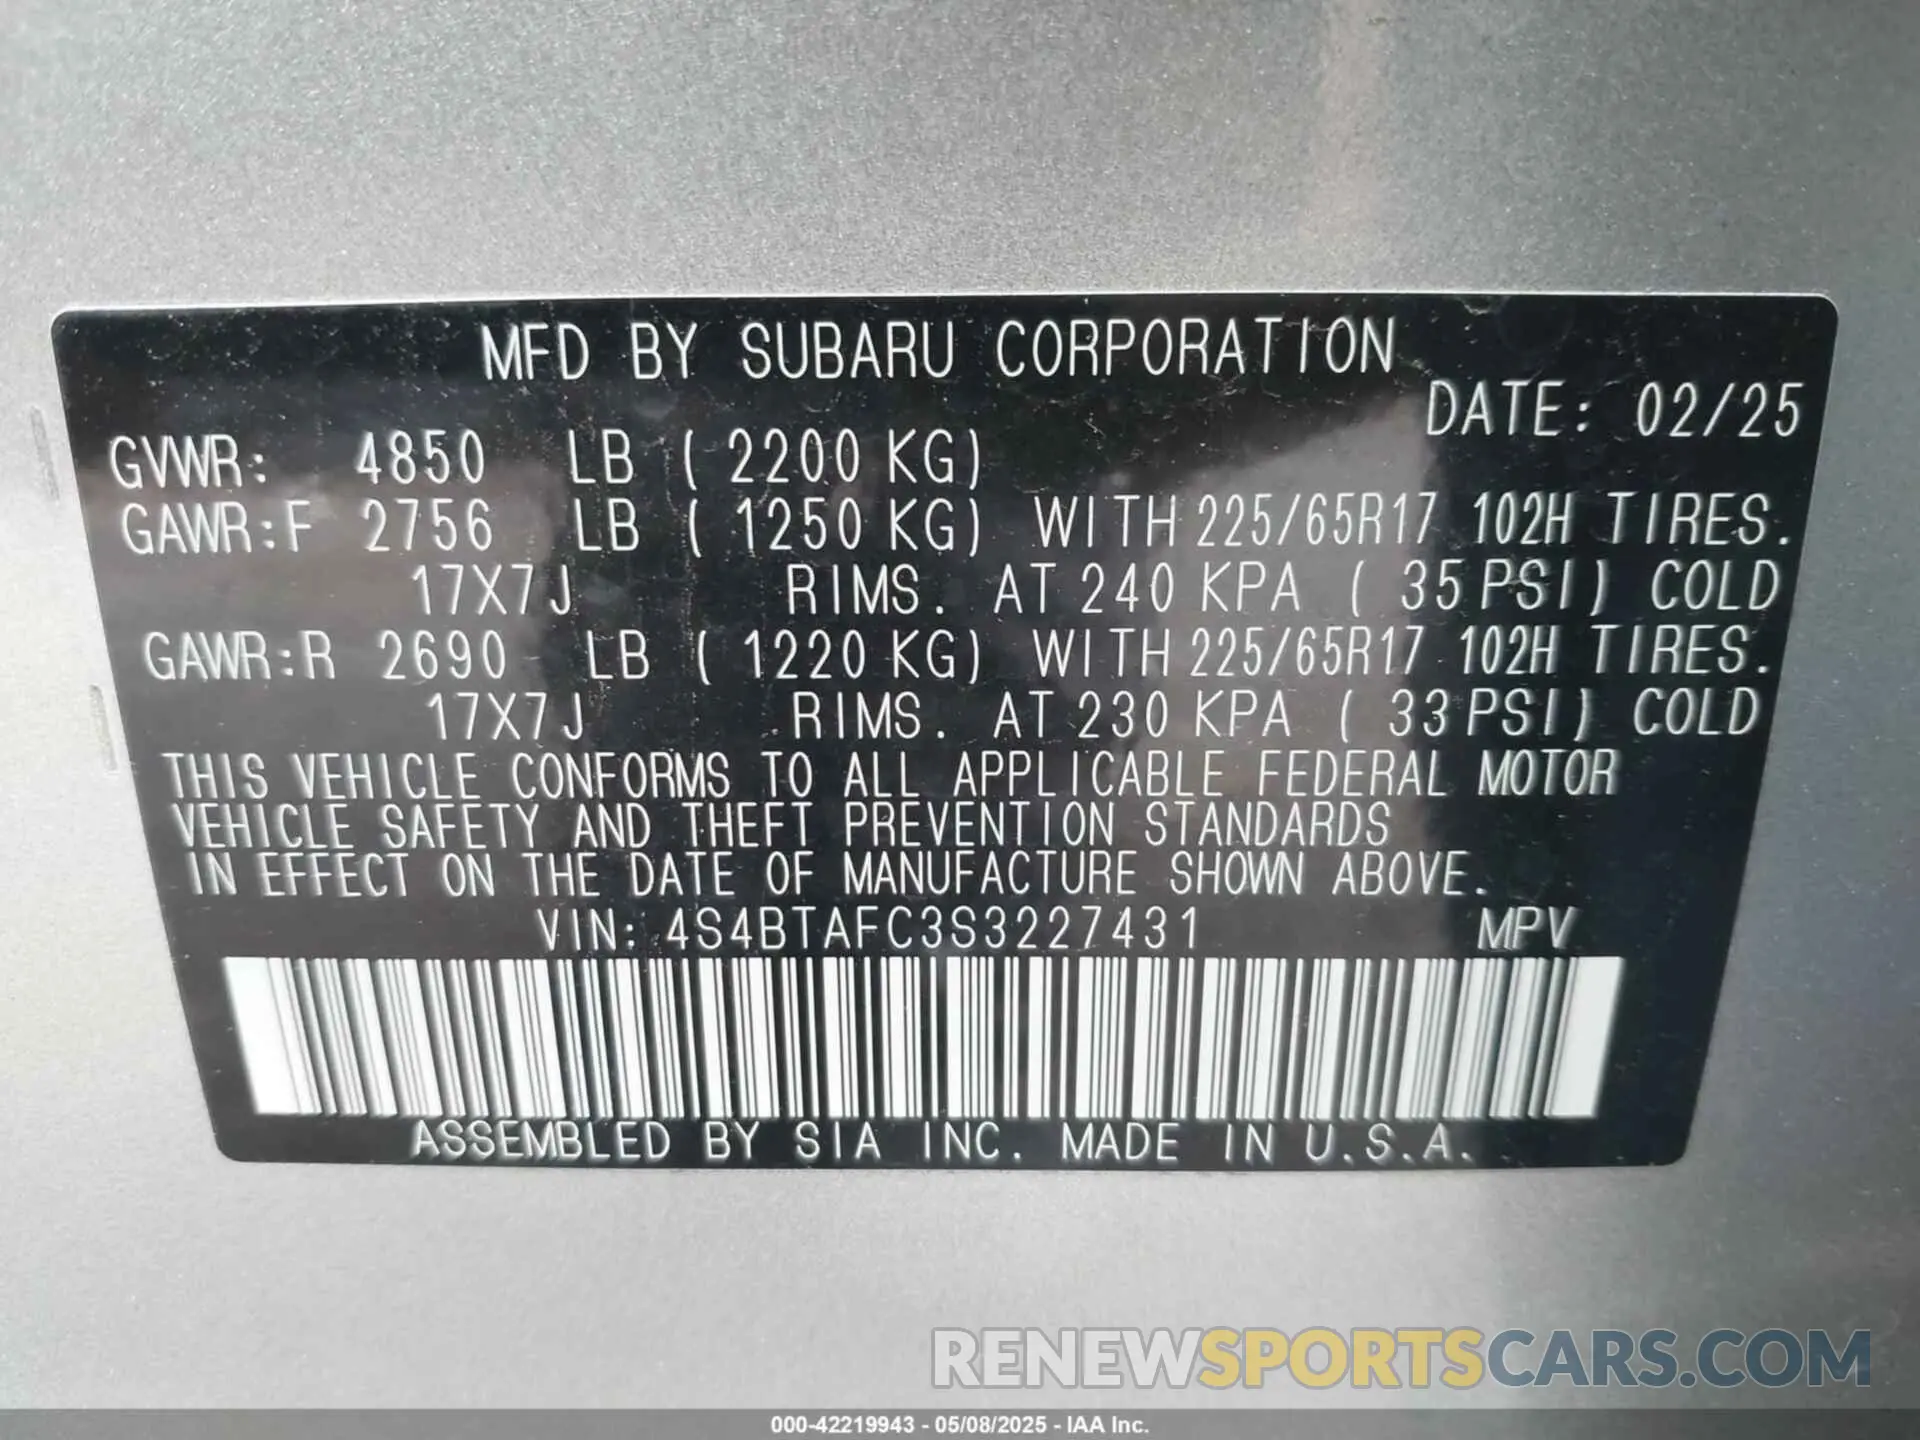 MFD BY SUBARU CORPORATION
DATE: 02/25
GVWR: 4850 LB ( 2200 KG)
GAWR:F 2756 LB ( 1250 KG) WITH 225/65R17 102H TIRES.
17X7J RIMS. AT 240 KPA ( 35 PSI) COLD
GAWR:R 2690 LB ( 1220 KG) WITH 225/65R17 102H TIRES.
17X7J RIMS. AT 230 KPA ( 33 PSI) COLD
THIS VEHICLE CONFORMS TO ALL APPLICABLE FEDERAL MOTOR
VEHICLE SAFETY AND THEFT PREVENTION STANDARDS
IN EFFECT ON THE DATE OF MANUFACTURE SHOWN ABOVE.
VIN: 4S4BTAFC3S3227431 MPV
ASSEMBLED BY SIA INC. MADE IN U.S.A.
RENEWSPORTSCARS.COM
000-42219943 - 05/08/2025 - IAA Inc.